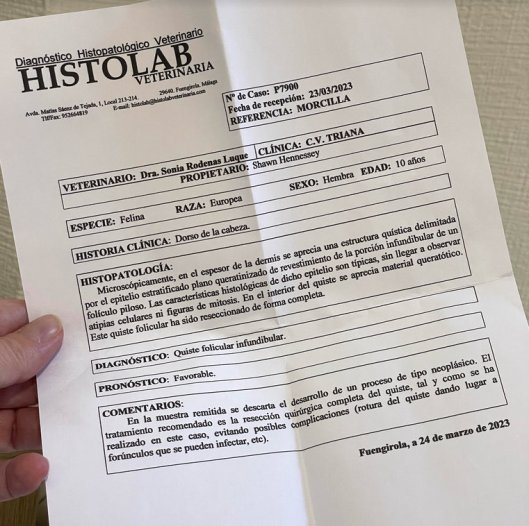 Diagnóstico Histopatológico Veterinario
HISTOLAB
VETERINARIA
Avda. Matías Sáenz de Tejada, 1, Local 213-214. 29640. Fuengirola. Málaga
Tlf/Fax: 952664819 E-mail: histolab@histolabveterinaria.com
Nº de Caso: P7900
Fecha de recepción: 23/03/2023
REFERENCIA: MORCILLA
VETERINARIO: Dra. Sonia Rodenas Luque CLÍNICA: C.V. TRIANA
PROPIETARIO: Shawn Hennessey
ESPECIE: Felina RAZA: Europea SEXO: Hembra EDAD: 10 años
HISTORIA CLÍNICA: Dorso de la cabeza.
HISTOPATOLOGÍA:
Microscópicamente, en el espesor de la dermis se aprecia una estructura quística delimitada
por el epitelio estratificado plano queratinizado de revestimiento de la porción infundibular de un
folículo piloso. Las características histológicas de dicho epitelio son típicas, sin llegar a observar
atipias celulares ni figuras de mitosis. En el interior del quiste se aprecia material queratótico.
Este quiste folicular ha sido reseccionado de forma completa.
DIAGNÓSTICO: Quiste folicular infundibular.
PRONÓSTICO: Favorable.
COMENTARIOS:
En la muestra remitida se descarta el desarrollo de un proceso de tipo neoplásico. El
tratamiento recomendado es la resección quirúrgica completa del quiste, tal y como se ha
realizado en este caso, evitando posibles complicaciones (rotura del quiste dando lugar a
forúnculos que se pueden infectar, etc).
Fuengirola, a 24 de marzo de 2023